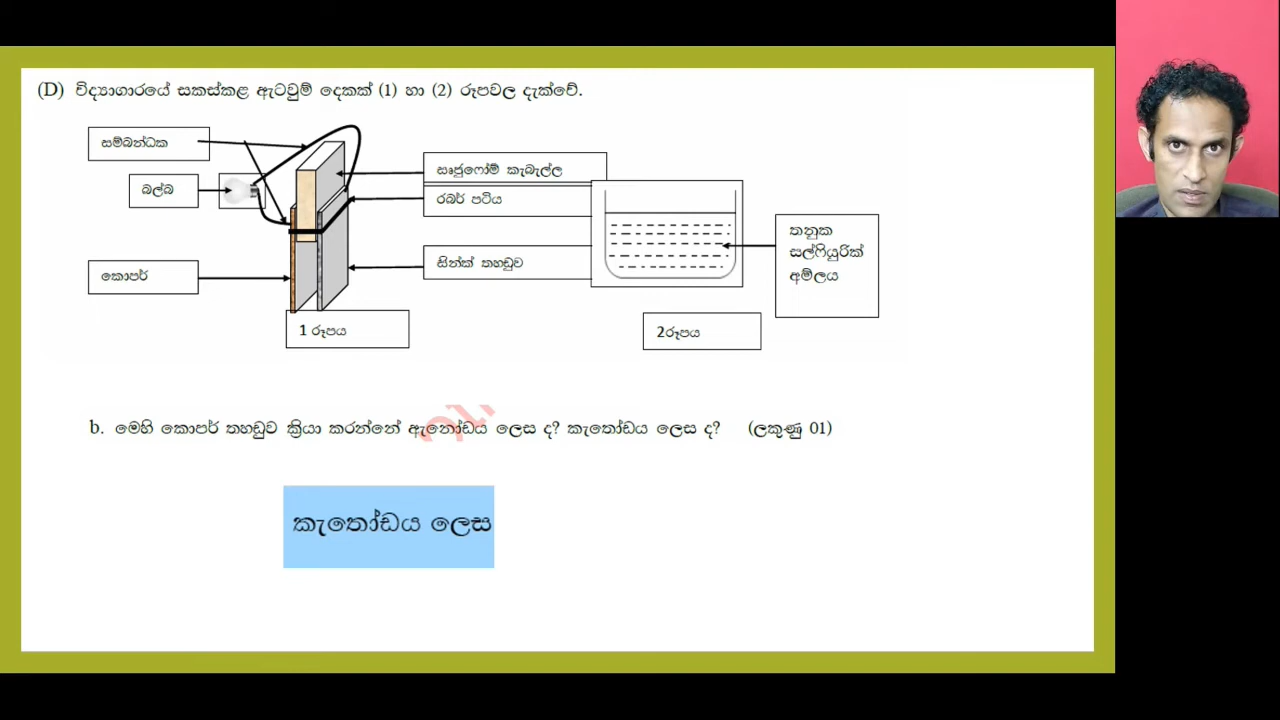 (D) විද්‍යාගාරයේ සකස්කළ ඇටවුම් දෙකක් (1) හා (2) රූපවල දැක්වේ.
සම්බන්ධක
බල්බ
කොපර්
සෘජුෆෝම් කැබැල්ල
රබර් පටිය
සින්ක් තහඩුව
1 රූපය
තනුක
සල්ෆියුරික්
අම්ලය
2රූපය
b. මෙහි කොපර් තහඩුව ක්‍රියා කරන්නේ ඇනෝඩය ලෙස ද? කැතෝඩය ලෙස ද? (ලකුණු 01)
කැතෝඩය ලෙස